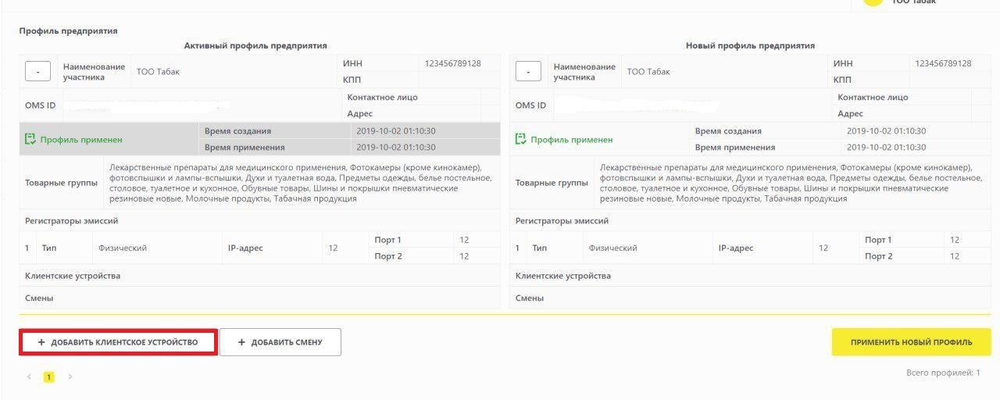 ТОО Табак
Профиль предприятия
Активный профиль предприятия
- Наименование участника ТОО Табак ИНН 123456789128
КПП
OMS ID Контактное лицо
Адрес
Профиль применен Время создания 2019-10-02 01:10:30
Время применения 2019-10-02 01:10:30
Товарные группы
Лекарственные препараты для медицинского применения, Фотокамеры (кроме кинокамер),
фотовспышки и лампы-вспышки, Духи и туалетная вода, Предметы одежды, белье постельное,
столовое, туалетное и кухонное, Обувные товары, Шины и покрышки пневматические
резиновые новые, Молочные продукты, Табачная продукция
Регистраторы эмиссий
1 Тип Физический IP-адрес 12 Порт 1 12
Порт 2 12
Клиентские устройства
Смены
Новый профиль предприятия
- Наименование участника ТОО Табак ИНН 123456789128
КПП
OMS ID Контактное лицо
Адрес
Профиль применен Время создания 2019-10-02 01:10:30
Время применения 2019-10-02 01:10:30
Товарные группы
Лекарственные препараты для медицинского применения, Фотокамеры (кроме кинокамер),
фотовспышки и лампы-вспышки, Духи и туалетная вода, Предметы одежды, белье постельное,
столовое, туалетное и кухонное, Обувные товары, Шины и покрышки пневматические
резиновые новые, Молочные продукты, Табачная продукция
Регистраторы эмиссий
1 Тип Физический IP-адрес 12 Порт 1 12
Порт 2 12
Клиентские устройства
Смены
+ ДОБАВИТЬ КЛИЕНТСКОЕ УСТРОЙСТВО + ДОБАВИТЬ СМЕНУ ПРИМЕНИТЬ НОВЫЙ ПРОФИЛЬ
< 1 > Всего профилей: 1